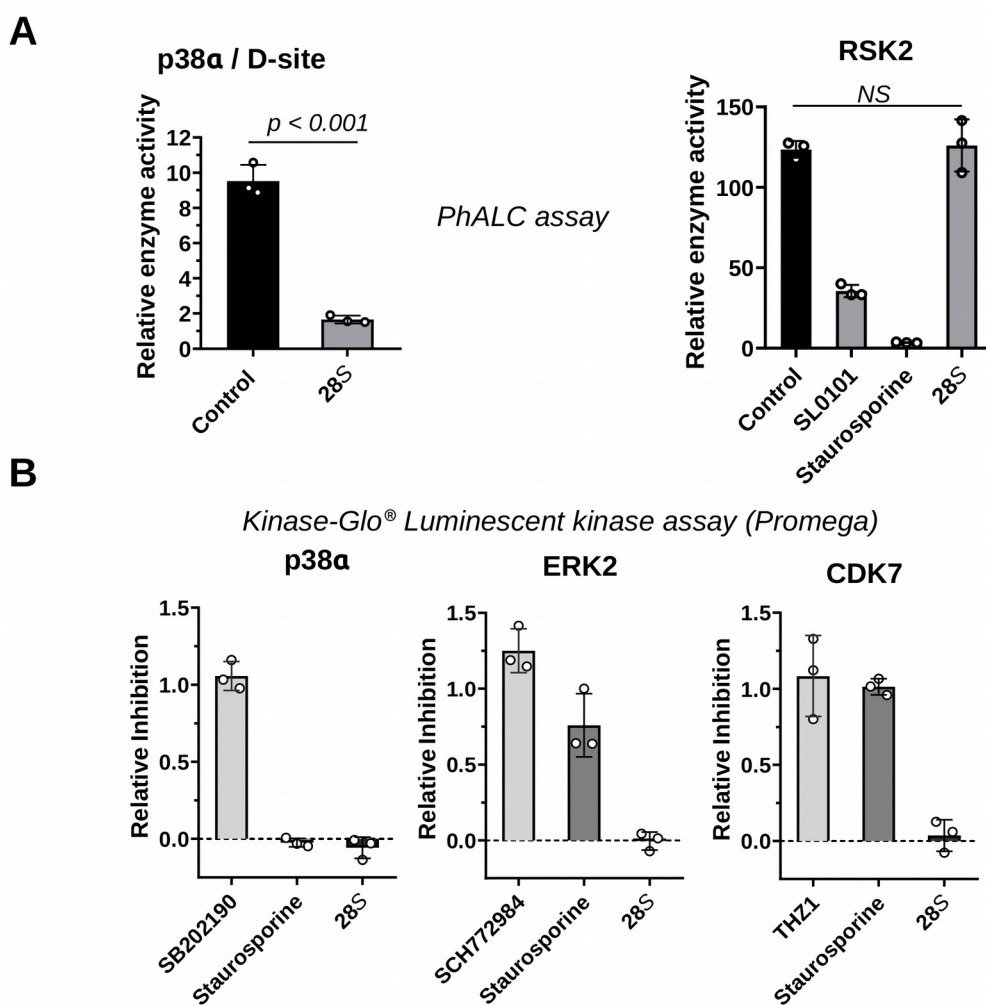 A
p38α / D-site
p < 0.001
Relative enzyme activity
12
10
8
6
4
2
0
Control
28S
PhALC assay
RSK2
NS
Relative enzyme activity
150
100
50
0
Control
SL0101
Staurosporine
28S
B
Kinase-Glo® Luminescent kinase assay (Promega)
p38α
Relative Inhibition
1.5
1.0
0.5
0.0
SB202190
Staurosporine
28S
ERK2
Relative Inhibition
1.5
1.0
0.5
0.0
SCH772984
Staurosporine
28S
CDK7
Relative Inhibition
1.5
1.0
0.5
0.0
THZ1
Staurosporine
28S